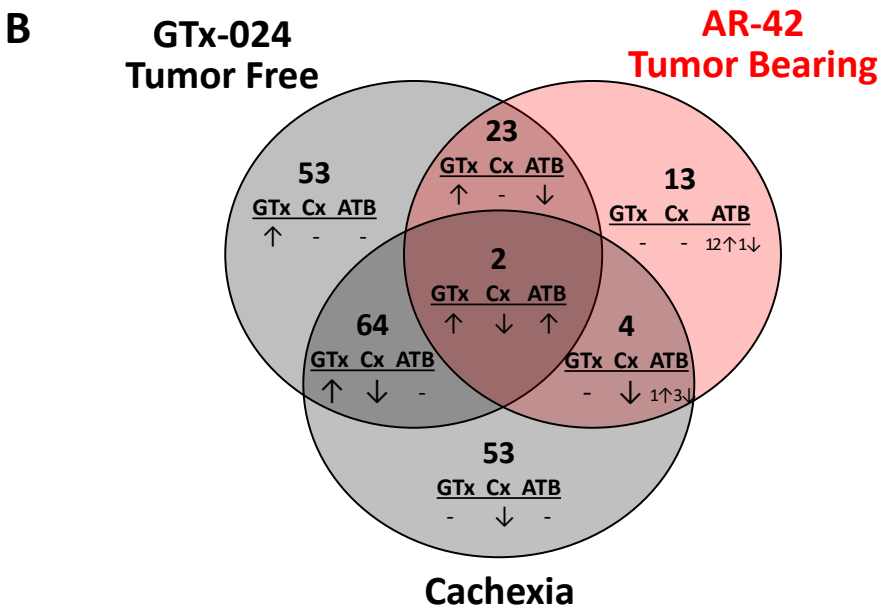 B
GTx-024
Tumor Free
AR-42
Tumor Bearing
23
GTx Cx ATB
↑ - ↓
53
GTx Cx ATB
↑ - -
13
GTx Cx ATB
- - 12↑1↓
2
GTx Cx ATB
↑ ↓ ↑
64
GTx Cx ATB
↑ ↓ -
4
GTx Cx ATB
- ↓ 1↑3↓
53
GTx Cx ATB
- ↓ -
Cachexia